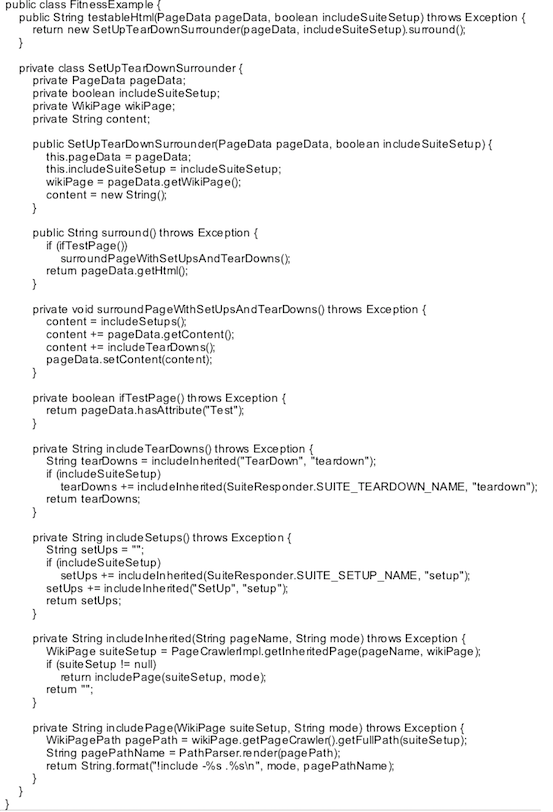 public class FitnessExample {
public String testableHtml(PageData pageData, boolean includeSuiteSetup) throws Exception {
return new SetUpTearDownSurrounder(pageData, includeSuiteSetup).surround();
}
private class SetUpTearDownSurrounder {
private PageData pageData;
private boolean includeSuiteSetup;
private WikiPage wikiPage;
private String content;
public SetUpTearDownSurrounder(PageData pageData, boolean includeSuiteSetup) {
this.pageData = pageData;
this.includeSuiteSetup = includeSuiteSetup;
wikiPage = pageData.getWikiPage();
content = new String();
}
public String surround() throws Exception {
if (ifTestPage())
surroundPageWithSetUpsAndTearDowns();
return pageData.getHtml();
}
private void surroundPageWithSetUpsAndTearDowns() throws Exception {
content = includeSetups();
content += pageData.getContent();
content += includeTearDowns();
pageData.setContent(content);
}
private boolean ifTestPage() throws Exception {
return pageData.hasAttribute("Test");
}
private String includeTearDowns() throws Exception {
String tearDowns = includeInherited("TearDown", "teardown");
if (includeSuiteSetup)
tearDowns += includeInherited(SuiteResponder.SUITE_TEARDOWN_NAME, "teardown");
return tearDowns;
}
private String includeSetups() throws Exception {
String setUps = "";
if (includeSuiteSetup)
setUps += includeInherited(SuiteResponder.SUITE_SETUP_NAME, "setup");
setUps += includeInherited("SetUp", "setup");
return setUps;
}
private String includeInherited(String pageName, String mode) throws Exception {
WikiPage suiteSetup = PageCrawlerImpl.getInheritedPage(pageName, wikiPage);
if (suiteSetup != null)
return includePage(suiteSetup, mode);
return "";
}
private String includePage(WikiPage suiteSetup, String mode) throws Exception {
WikiPagePath pagePath = wikiPage.getPageCrawler().getFullPath(suiteSetup);
String pagePathName = PathParser.render(pagePath);
return String.format("!include -%s .%s\n", mode, pagePathName);
}
}
}